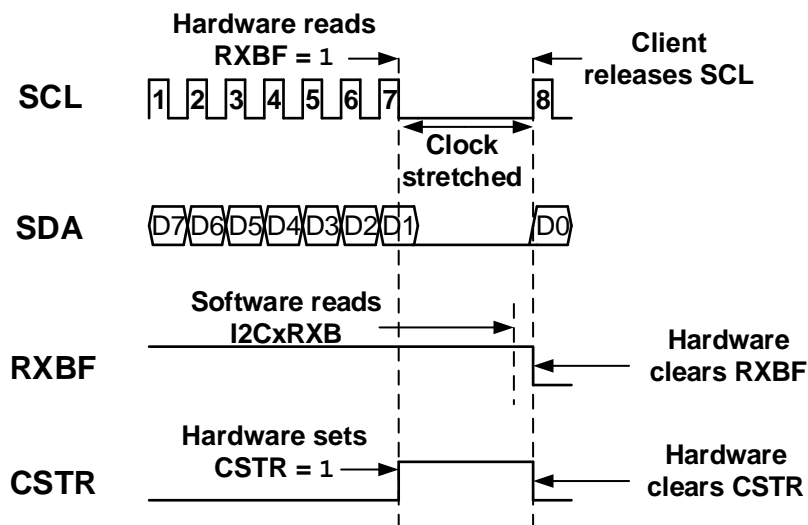 Hardware reads
RXBF = 1
Client
releases SCL
SCL
1 2 3 4 5 6 7 8
Clock
stretched
SDA
D7 D6 D5 D4 D3 D2 D1 D0
Software reads
I2CxRXB
RXBF
Hardware
clears RXBF
Hardware sets
CSTR = 1
CSTR
Hardware
clears CSTR